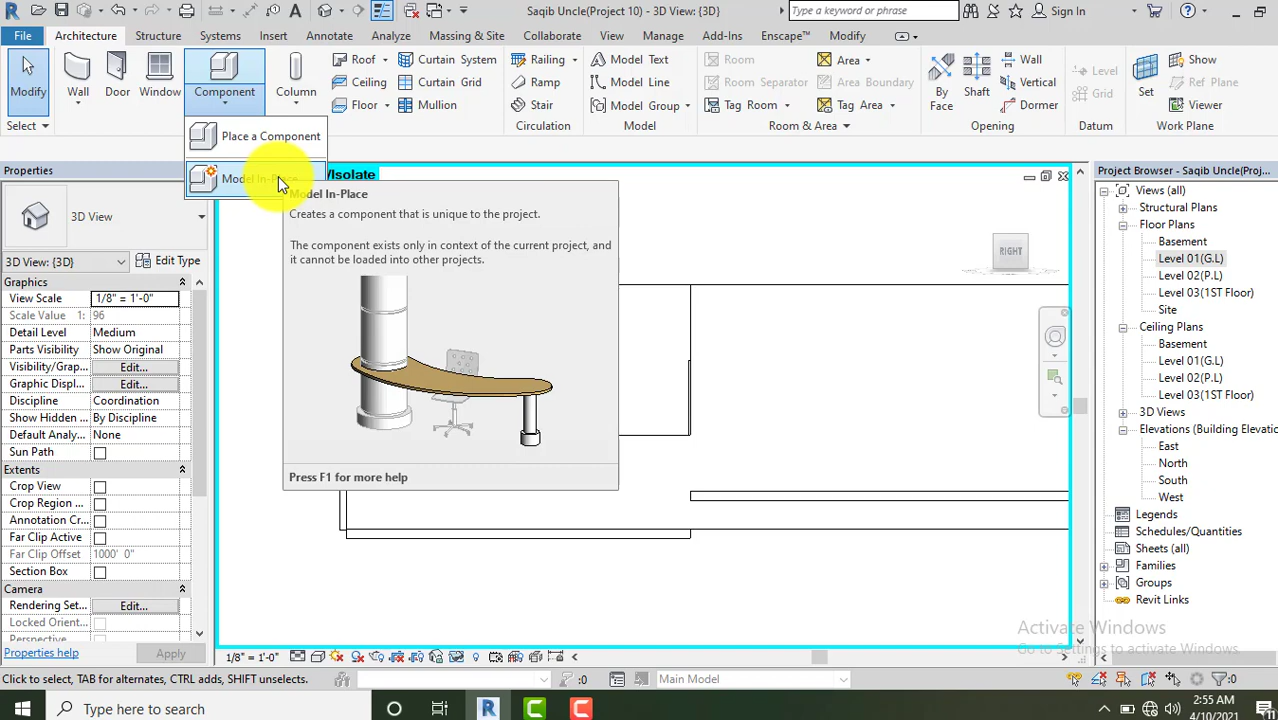 Saqib Uncle(Project 10) - 3D View: {3D}
Type a keyword or phrase
Sign In
File
Architecture
Structure
Systems
Insert
Annotate
Analyze
Massing & Site
Collaborate
View
Manage
Add-Ins
Enscape™
Modify
Modify
Wall
Door
Window
Component
Column
Roof
Ceiling
Floor
Curtain System
Curtain Grid
Mullion
Railing
Ramp
Stair
Model Text
Model Line
Model Group
Room
Room Separator
Tag Room
Area
Area Boundary
Tag Area
By Face
Shaft
Wall
Vertical
Dormer
Level
Grid
Set
Show
Ref Plane
Viewer
Select
Circulation
Model
Room & Area
Opening
Datum
Work Plane
Place a Component
Model In-Place
/Isolate
Model In-Place
Creates a component that is unique to the project.
The component exists only in context of the current project, and
it cannot be loaded into other projects.
Press F1 for more help
Properties
3D View
3D View: {3D}
Edit Type
Graphics
View Scale 1/8" = 1'-0"
Scale Value 1: 96
Detail Level Medium
Parts Visibility Show Original
Visibility/Grap... Edit...
Graphic Displ... Edit...
Discipline Coordination
Show Hidden By Discipline
Default Analy... None
Sun Path
Extents
Crop View
Crop Region
Annotation Cr...
Far Clip Active
Far Clip Offset 1000' 0"
Section Box
Camera
Rendering Set... Edit...
Locked Orient...
Perspective
Properties help
Apply
RIGHT
Project Browser - Saqib Uncle(Proj...
Views (all)
Structural Plans
Floor Plans
Basement
Level 01(G.L)
Level 02(P.L)
Level 03(1ST Floor)
Site
Ceiling Plans
Basement
Level 01(G.L)
Level 02(P.L)
Level 03(1ST Floor)
3D Views
Elevations (Building Elevatio
East
North
South
West
Legends
Schedules/Quantities
Sheets (all)
Families
Groups
Revit Links
Activate Windows
Go to Settings to activate Windows.
1/8" = 1'-0"
Click to select, TAB for alternates, CTRL adds, SHIFT unselects.
:0
Main Model
:0
Type here to search
2:55 AM
4/10/2021